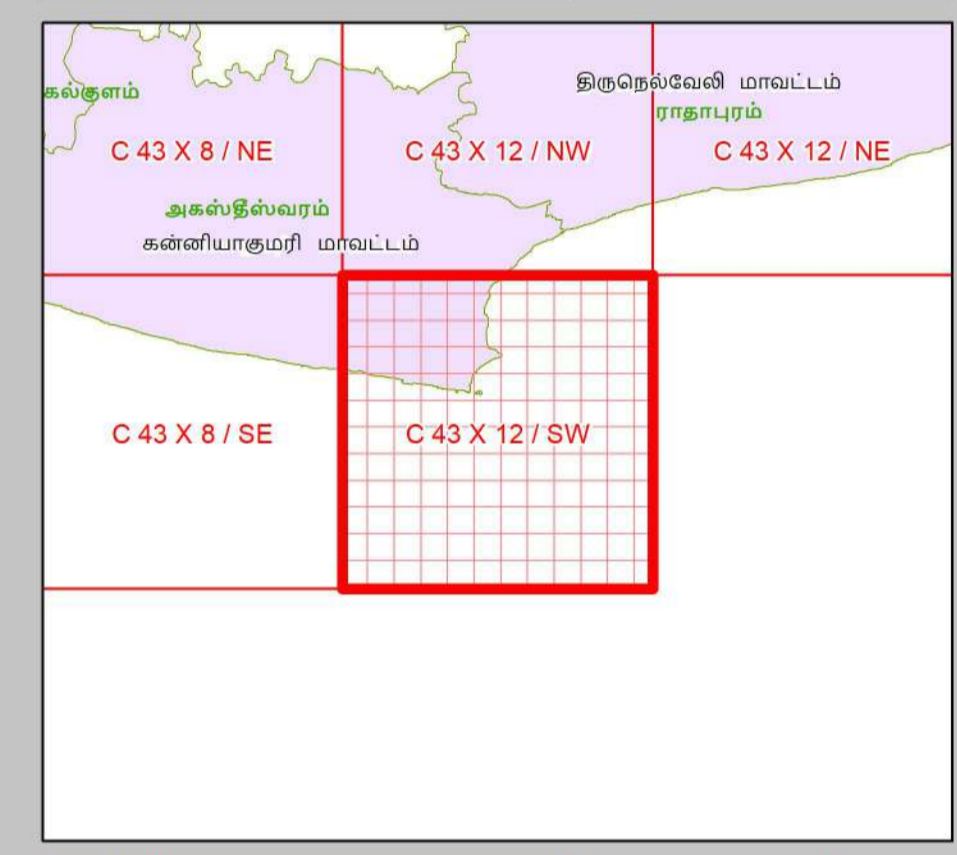 திருநெல்வேலி மாவட்டம்
கல்குளம்
ராதாபுரம்
C 43 X 8 / NE
C 43 X 12 / NW
C 43 X 12 / NE
அகஸ்தீஸ்வரம்
கன்னியாகுமரி மாவட்டம்
C 43 X 8 / SE
C 43 X 12 / SW